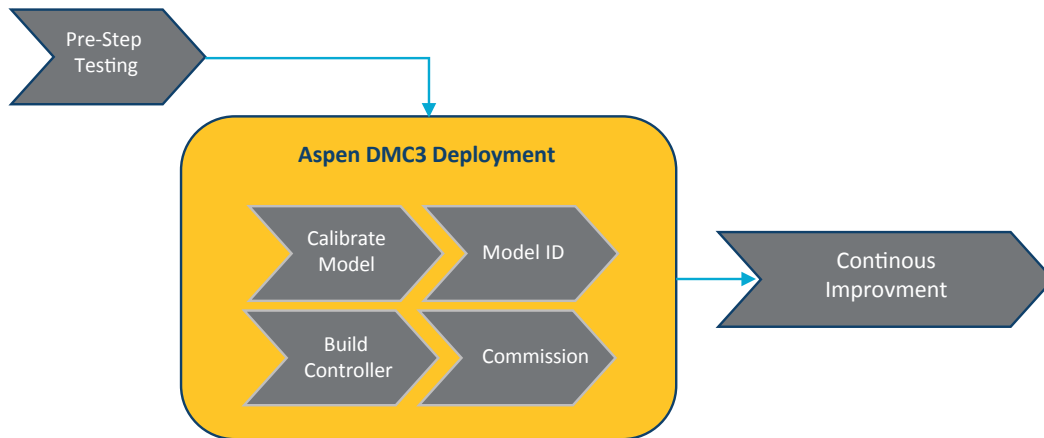 Pre-Step
Testing
Aspen DMC3 Deployment
Calibrate
Model
Model ID
Build
Controller
Commission
Continous
Improvment